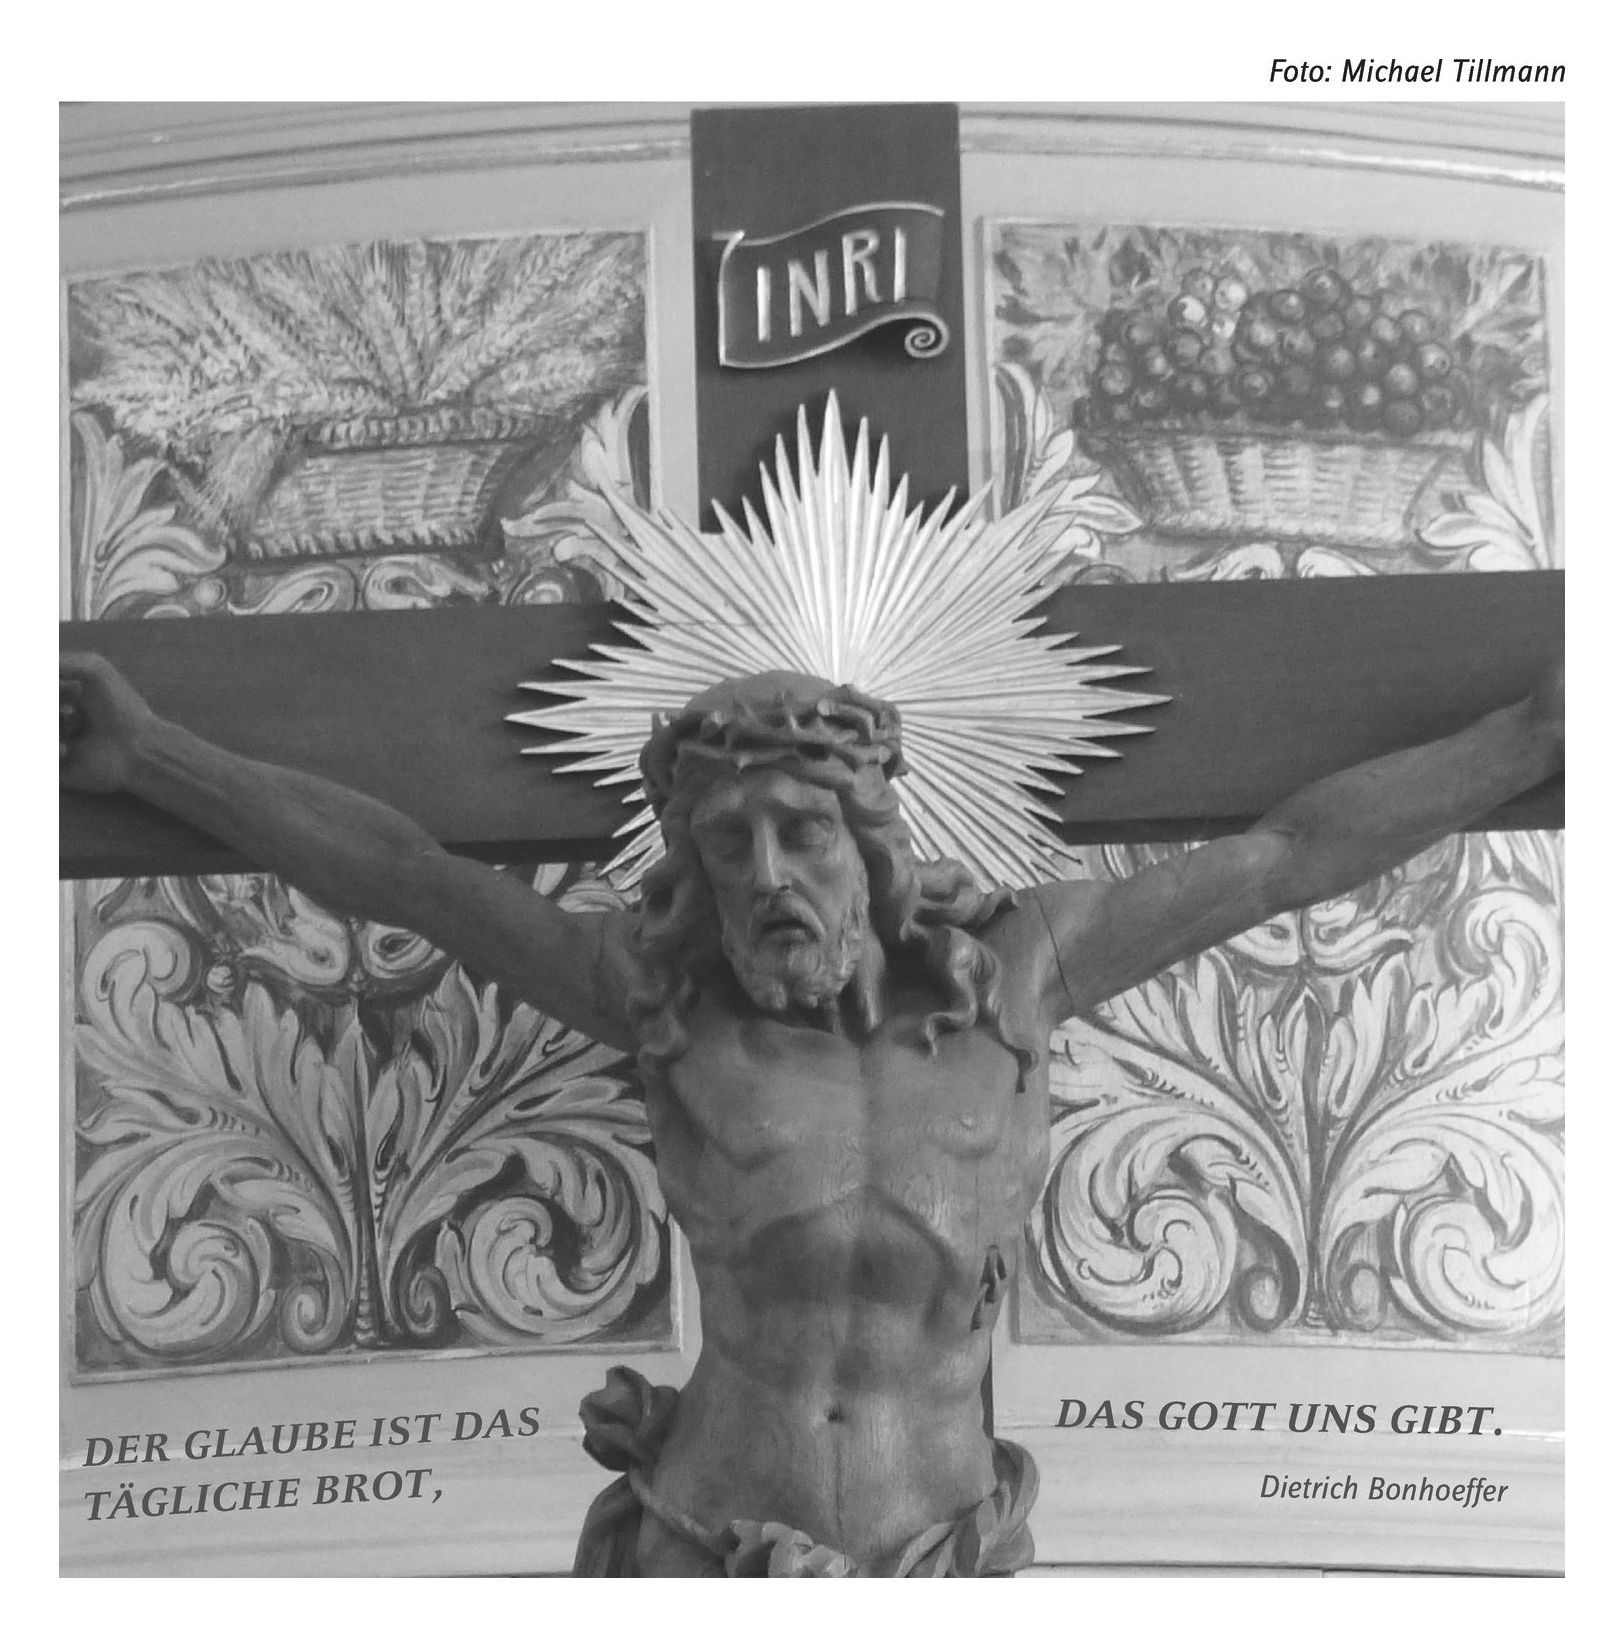 Foto: Michael Tillmann
INRI
DER GLAUBE IST DAS
TÄGLICHE BROT,
DAS GOTT UNS GIBT.
Dietrich Bonhoeffer